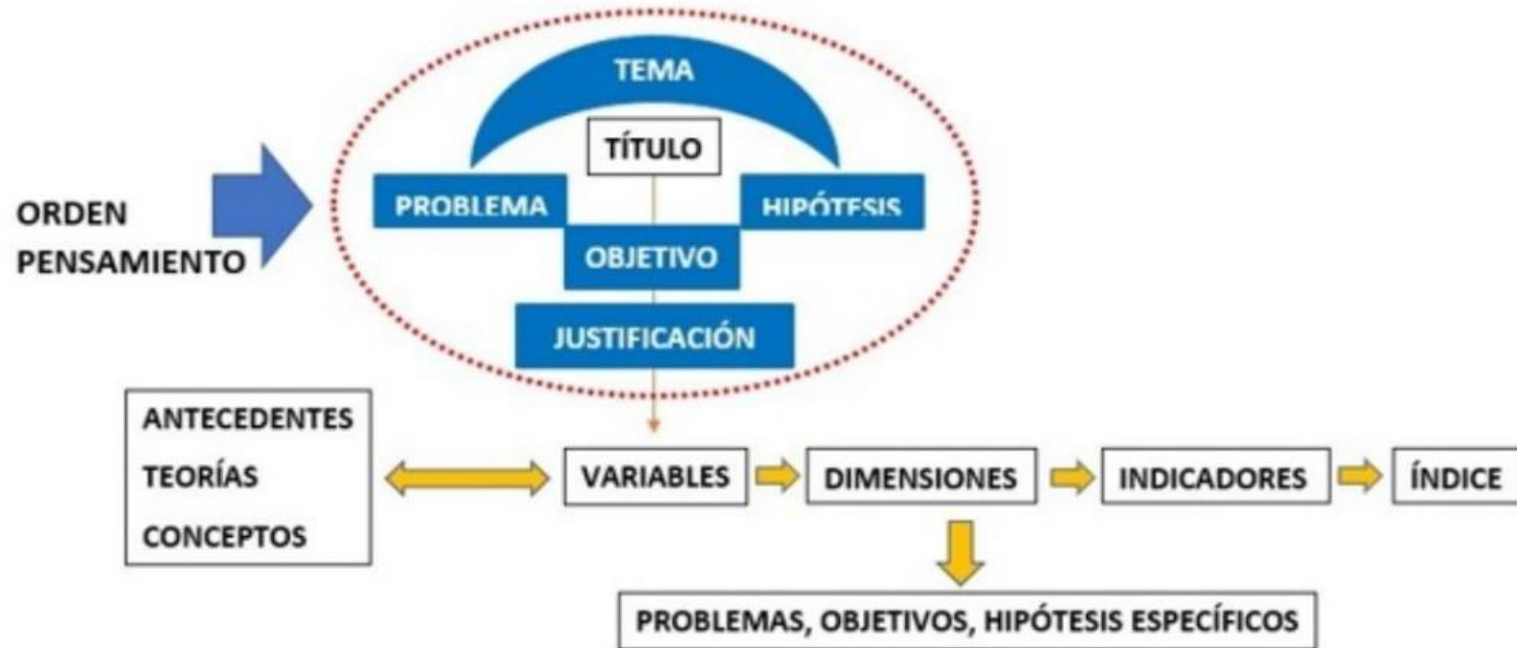 TEMA
TÍTULO
PROBLEMA
HIPÓTESIS
ORDEN
PENSAMIENTO
OBJETIVO
JUSTIFICACIÓN
ANTECEDENTES
TEORÍAS
CONCEPTOS
VARIABLES
DIMENSIONES
INDICADORES
ÍNDICE
PROBLEMAS, OBJETIVOS, HIPÓTESIS ESPECÍFICOS